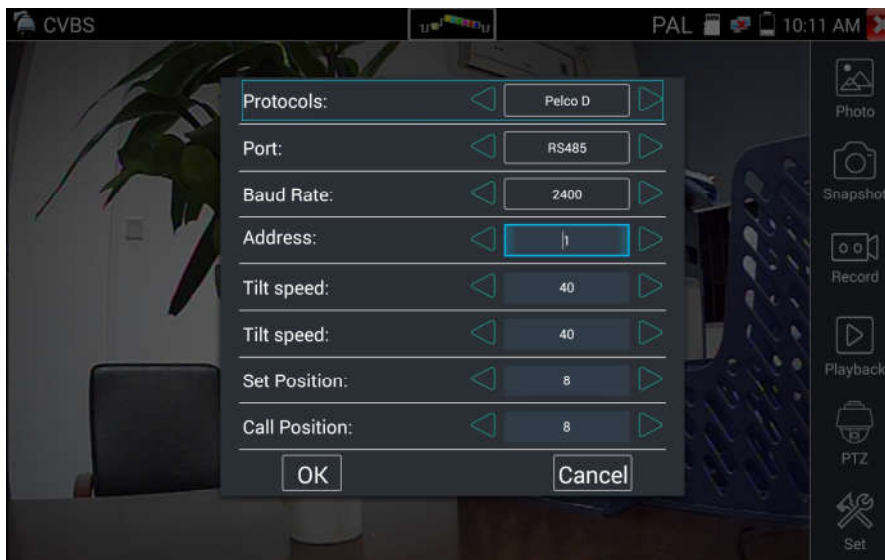 CVBS
PAL
10:11 AM
Protocols:
Pelco D
Port:
RS485
Baud Rate:
2400
Address:
1
Tilt speed:
40
Tilt speed:
40
Set Position:
8
Call Position:
8
OK
Cancel
Photo
Snapshot
Record
Playback
PTZ
Set